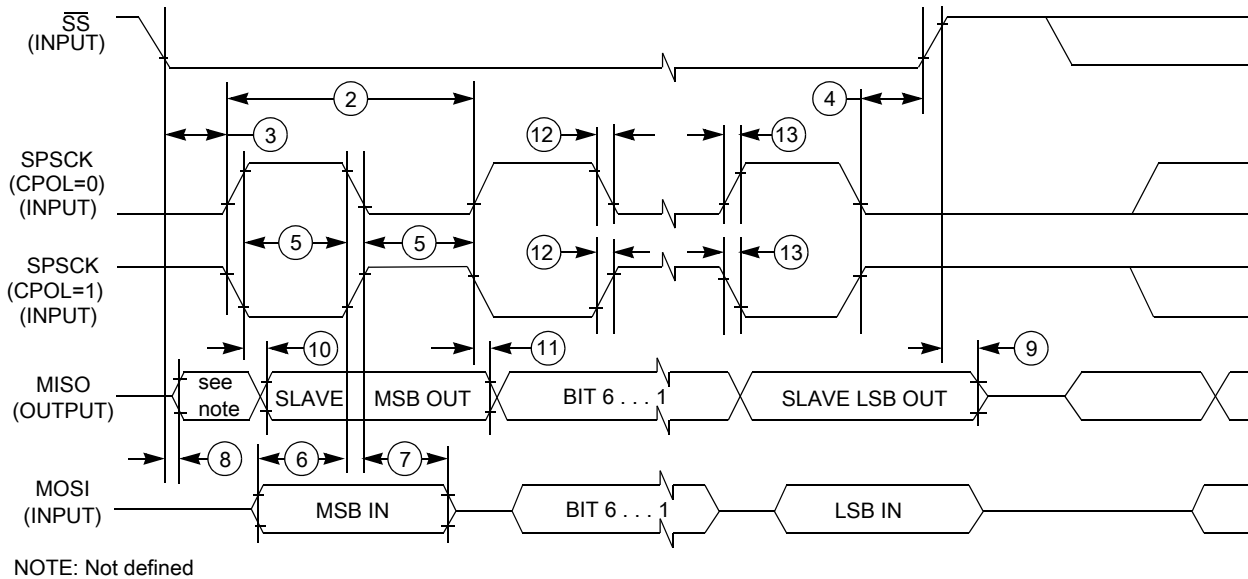 SS
(INPUT)
2
4
3
12
13
SPSCK
(CPOL=0)
(INPUT)
5
5
12
13
SPSCK
(CPOL=1)
(INPUT)
10
11
9
MISO
(OUTPUT)
see
note
SLAVE
MSB OUT
BIT 6 . . . 1
SLAVE LSB OUT
8
6
7
MOSI
(INPUT)
MSB IN
BIT 6 . . . 1
LSB IN
NOTE: Not defined